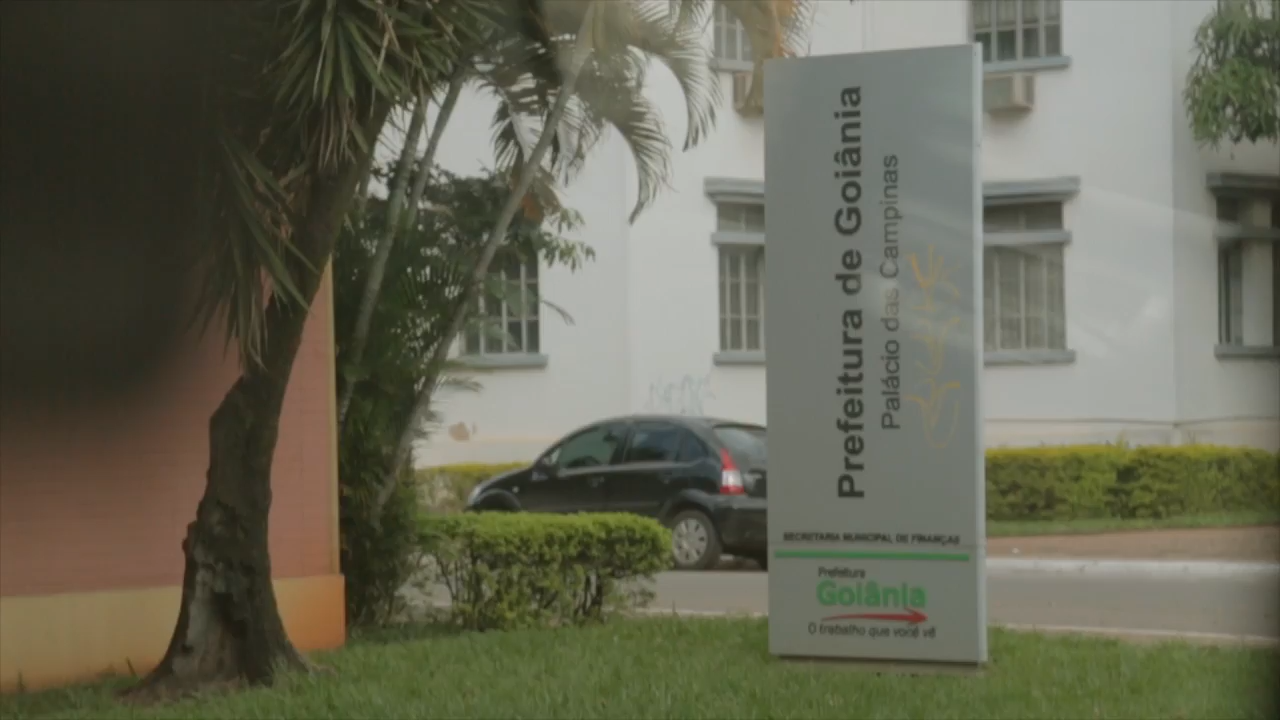 Prefeitura de Goiânia
Palácio das Campinas
SECRETARIA MUNICIPAL DE FINANÇAS
Prefeitura
Goiânia
O trabalho que você vê